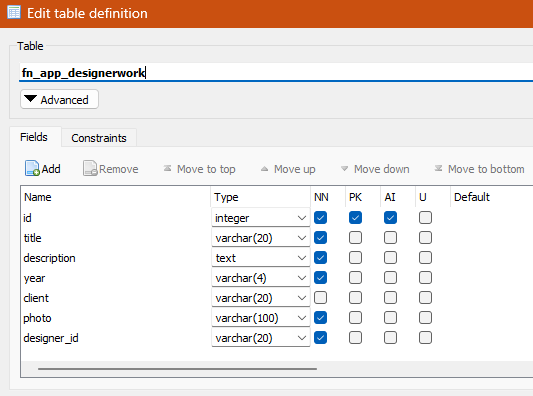 Edit table definition
Table
fn_app_designerwork
Advanced
Fields Constraints
Add Remove Move to top Move up Move down Move to bottom
Name Type NN PK AI U Default
id integer
title varchar(20)
description text
year varchar(4)
client varchar(20)
photo varchar(100)
designer_id varchar(20)